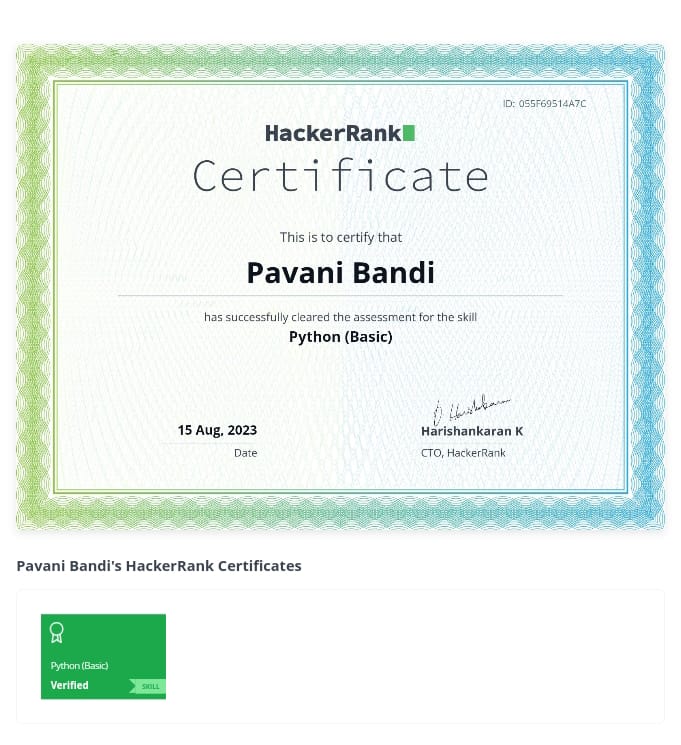 ID: 055F69514A7C
HackerRank
Certificate
This is to certify that
Pavani Bandi
has successfully cleared the assessment for the skill
Python (Basic)
15 Aug, 2023
Date
Harishankaran K
CTO, HackerRank
Pavani Bandi's HackerRank Certificates
Python (Basic)
Verified
SKILL